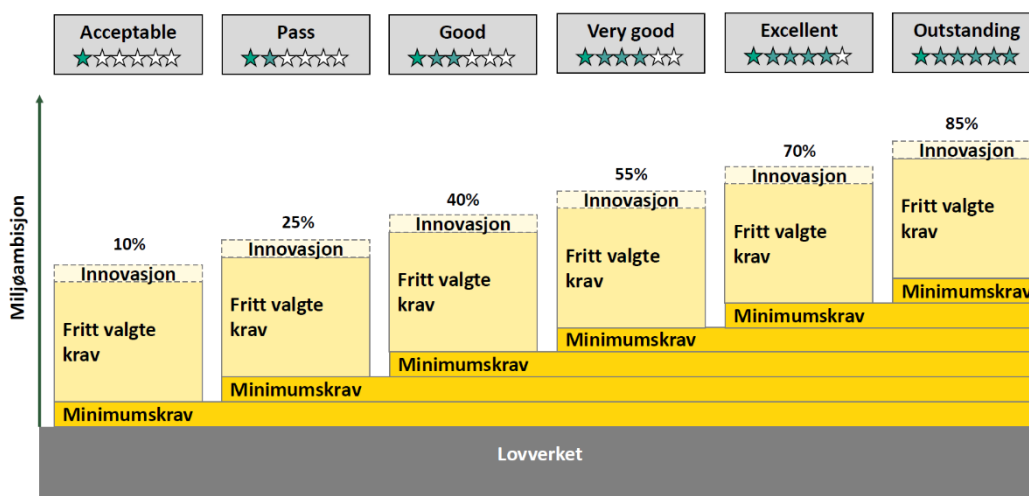 Acceptable
Pass
Good
Very good
Excellent
Outstanding
Miljøambisjon
10%
Innovasjon
Fritt valgte
krav
Minimumskrav
25%
Innovasjon
Fritt valgte
krav
Minimumskrav
40%
Innovasjon
Fritt valgte
krav
Minimumskrav
55%
Innovasjon
Fritt valgte
krav
Minimumskrav
70%
Innovasjon
Fritt valgte
krav
Minimumskrav
85%
Innovasjon
Fritt valgte
krav
Minimumskrav
Lovverket